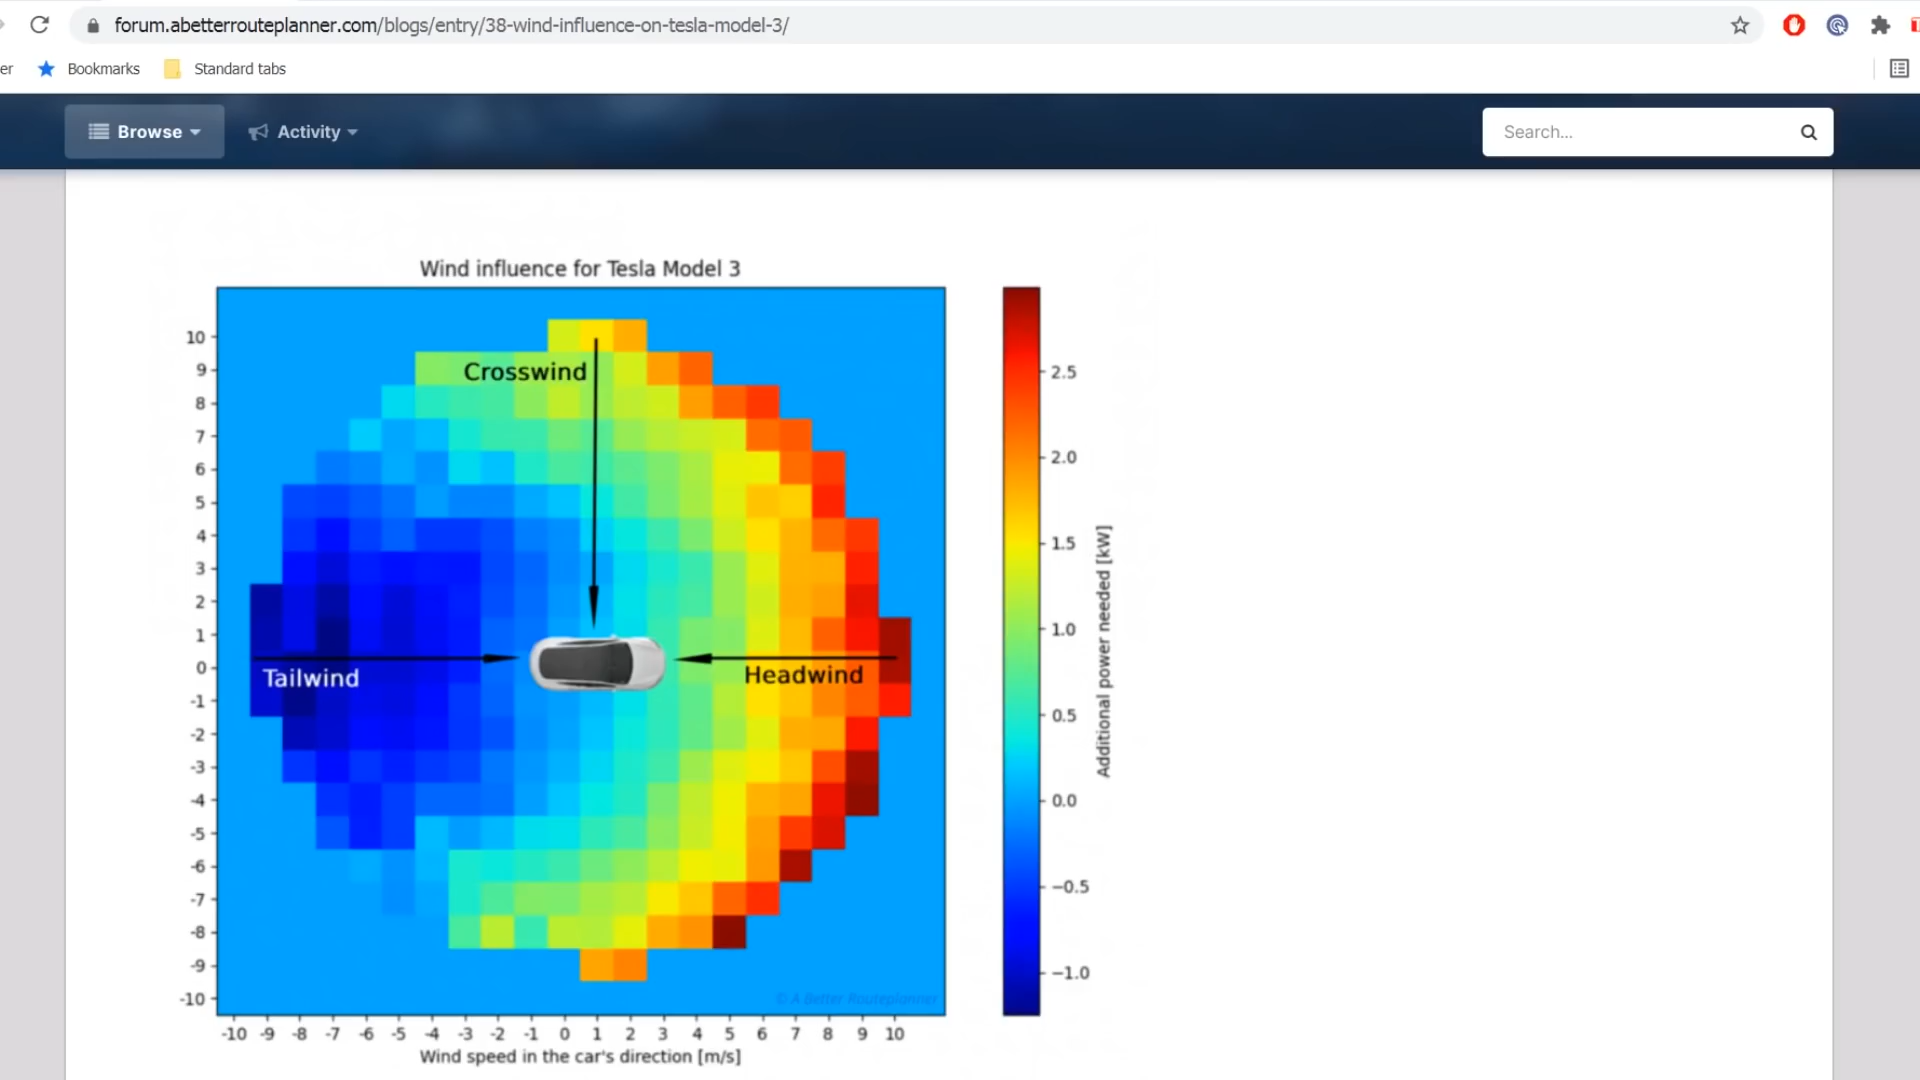 forum.abetterrouteplanner.com/blogs/entry/38-wind-influence-on-tesla-model-3/
er Bookmarks Standard tabs
Browse Activity Search...
Wind influence for Tesla Model 3
10
9
8
7
6
5
4
3
2
1
0
-1
-2
-3
-4
-5
-6
-7
-8
-9
-10
Crosswind
Tailwind
Headwind
© A Better Routeplanner
-10 -9 -8 -7 -6 -5 -4 -3 -2 -1 0 1 2 3 4 5 6 7 8 9 10
Wind speed in the car's direction [m/s]
2.5
2.0
1.5
1.0
0.5
0.0
−0.5
−1.0
Additional power needed [kW]